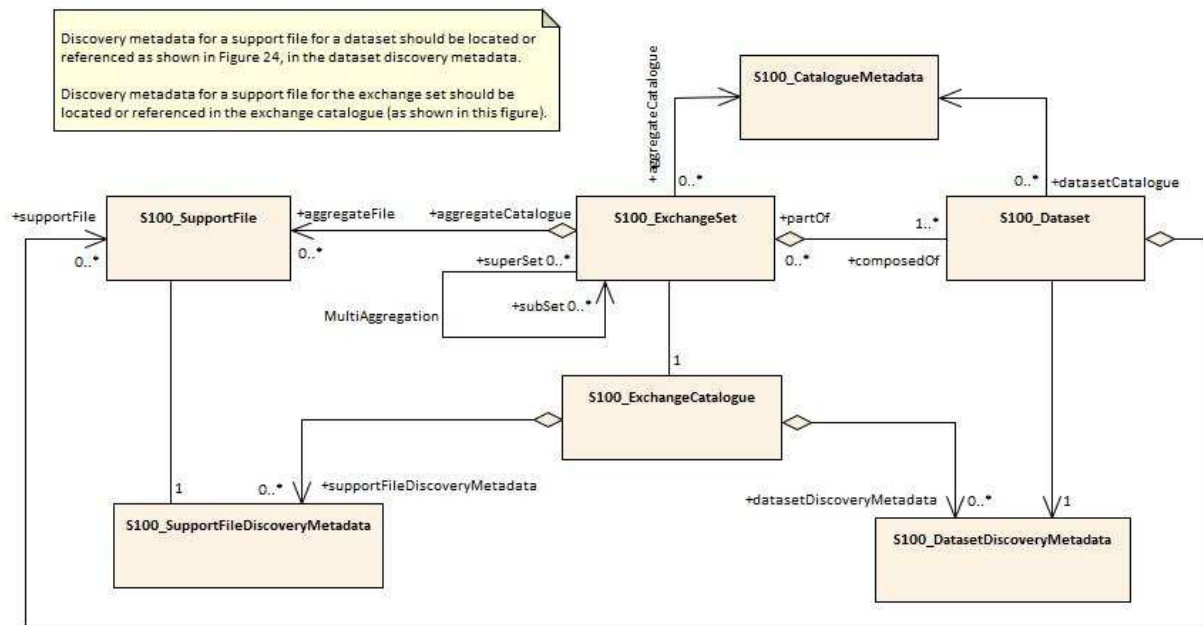 Discovery metadata for a support file for a dataset should be located or
referenced as shown in Figure 24, in the dataset discovery metadata.
Discovery metadata for a support file for the exchange set should be
located or referenced in the exchange catalogue (as shown in this figure).
S100_CatalogueMetadata
+aggregateCatalogue
0..*
0..*
+datasetCatalogue
+supportFile
0..*
S100_SupportFile
+aggregateFile
0..*
+aggregateCatalogue
S100_ExchangeSet
+partOf
0..*
1..*
+composedOf
S100_Dataset
+superSet 0..*
+subSet 0..*
MultiAggregation
1
S100_ExchangeCatalogue
0..*
+supportFileDiscoveryMetadata
1
S100_SupportFileDiscoveryMetadata
+datasetDiscoveryMetadata
0..*
1
S100_DatasetDiscoveryMetadata